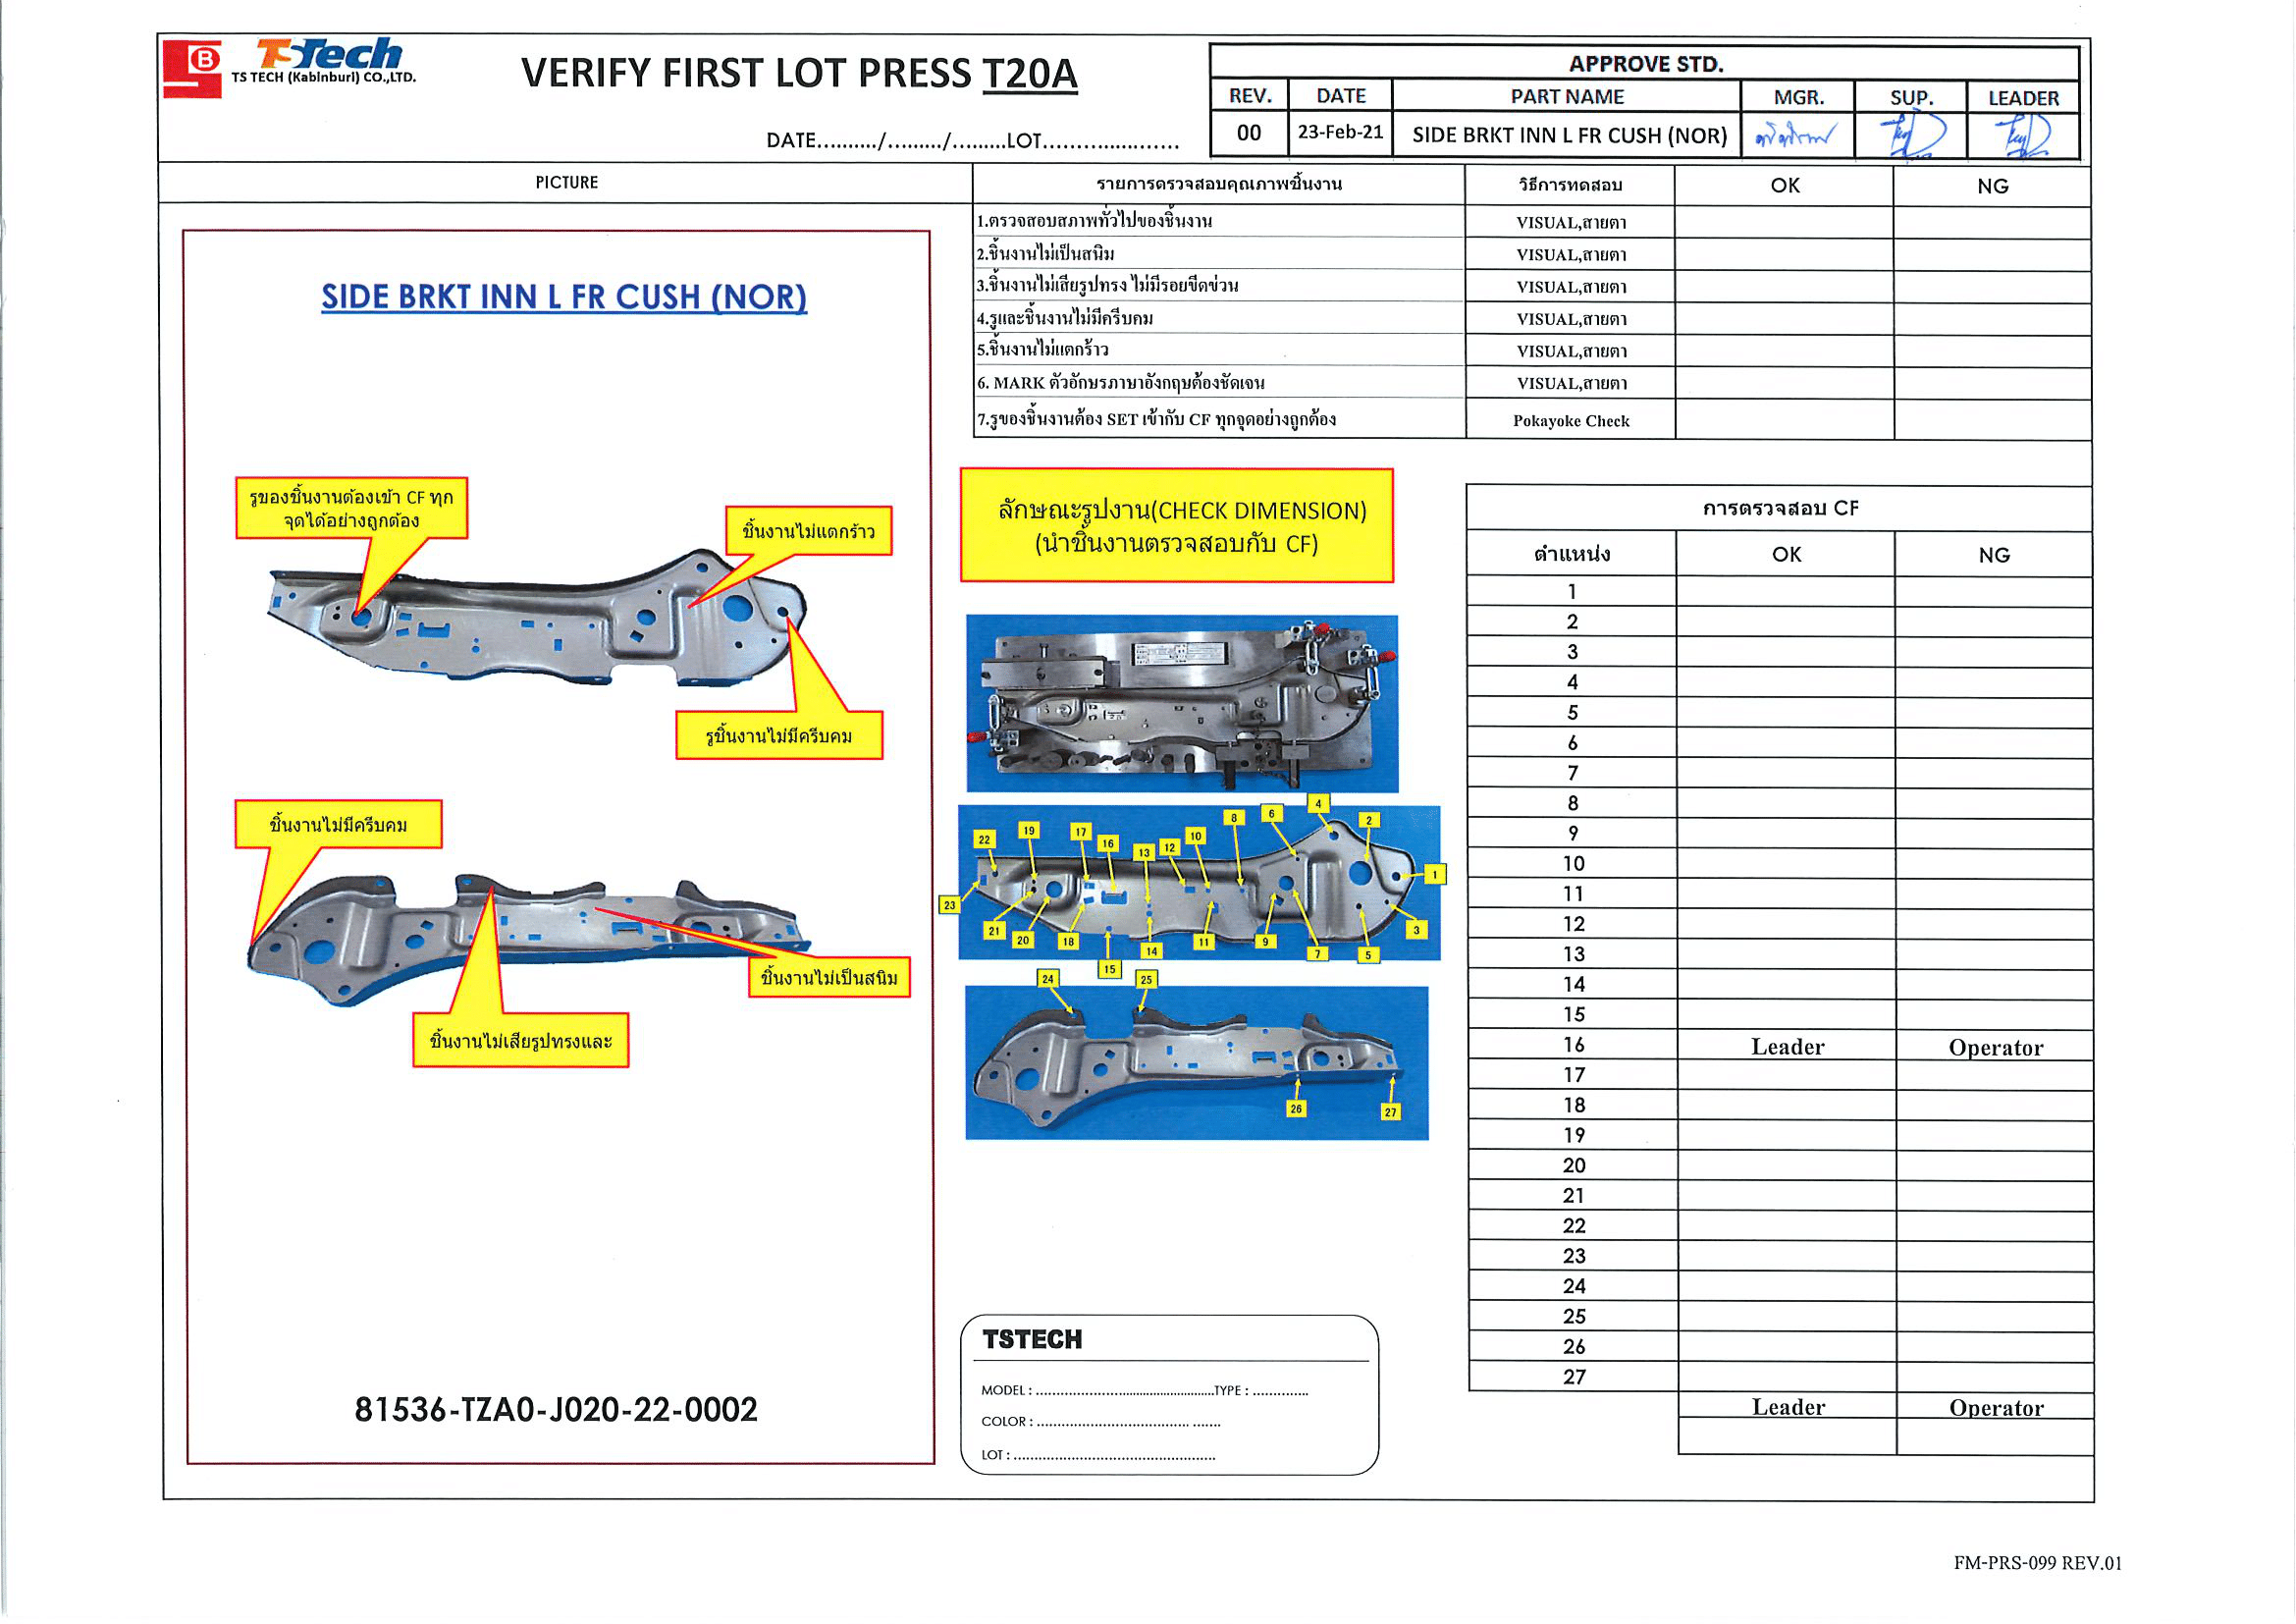 B TSTech
TS TECH (Kabinburi) CO.,LTD.
VERIFY FIRST LOT PRESS T20A
DATE........../........./.........LOT.......................
APPROVE STD.
REV. DATE PART NAME MGR. SUP. LEADER
00 23-Feb-21 SIDE BRKT INN L FR CUSH (NOR)
PICTURE รายการตรวจสอบคุณภาพชิ้นงาน วิธีการทดสอบ OK NG
1.ตรวจสอบสภาพทั่วไปของชิ้นงาน VISUAL,สายตา
2.ชิ้นงานไม่เป็นสนิม VISUAL,สายตา
3.ชิ้นงานไม่เสียรูปทรง ไม่มีรอยขีดข่วน VISUAL,สายตา
4.รูและชิ้นงานไม่มีครีบคม VISUAL,สายตา
5.ชิ้นงานไม่แตกร้าว VISUAL,สายตา
6. MARK ตัวอักษรภาษาอังกฤษต้องชัดเจน VISUAL,สายตา
7.รูของชิ้นงานต้อง SET เข้ากับ CF ทุกจุดอย่างถูกต้อง Pokayoke Check
SIDE BRKT INN L FR CUSH (NOR)
รูของชิ้นงานต้องเข้า CF ทุก
จุดได้อย่างถูกต้อง
ชิ้นงานไม่แตกร้าว
รูชิ้นงานไม่มีครีบคม
ชิ้นงานไม่มีครีบคม
ชิ้นงานไม่เป็นสนิม
ชิ้นงานไม่เสียรูปทรงและ
81536-TZA0-J020-22-0002
ลักษณะรูปงาน(CHECK DIMENSION)
(นำชิ้นงานตรวจสอบกับ CF)
4
8 6 2
22 19 17 16 13 12 10
1
23
21 20 18 14 11 9 7 5 3
15
24 25
26 27
TSTECH
MODEL : ............................................TYPE : .............
COLOR : ..................................... .......
LOT : .................................................
การตรวจสอบ CF
ตำแหน่ง OK NG
1
2
3
4
5
6
7
8
9
10
11
12
13
14
15
16 Leader Operator
17
18
19
20
21
22
23
24
25
26
27
Leader Operator
FM-PRS-099 REV.01